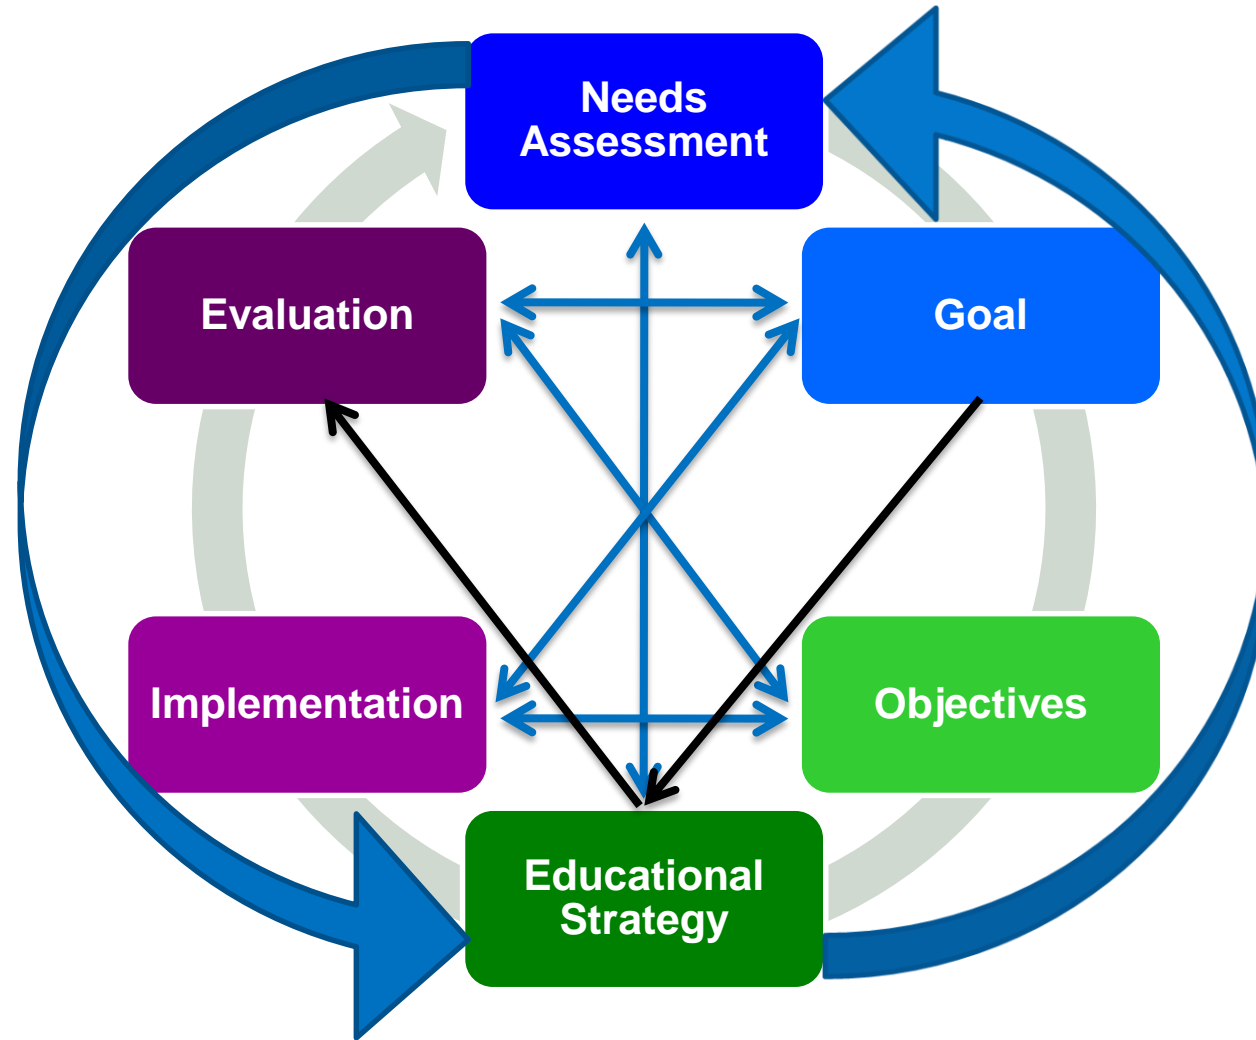 Needs
Assessment
Evaluation
Goal
Implementation
Objectives
Educational
Strategy